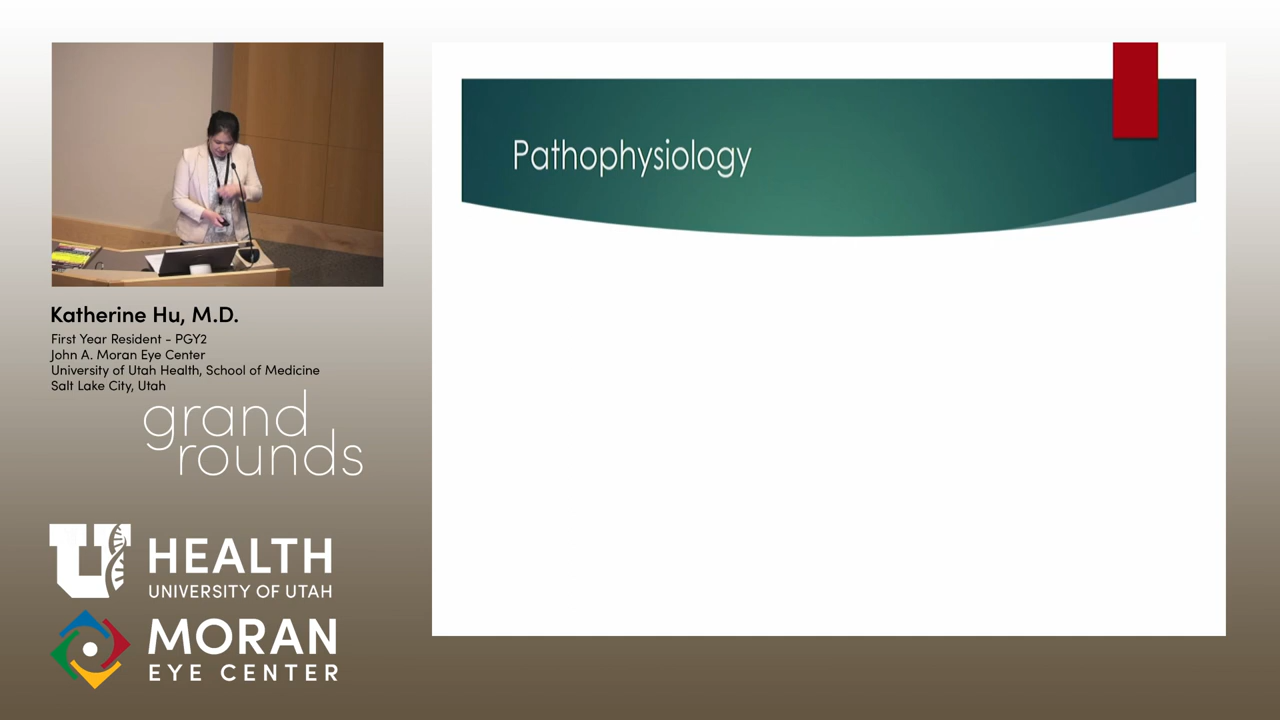 Pathophysiology
Katherine Hu, M.D.
First Year Resident - PGY2
John A. Moran Eye Center
University of Utah Health, School of Medicine
Salt Lake City, Utah
grand
rounds
U HEALTH
UNIVERSITY OF UTAH
MORAN
EYE CENTER